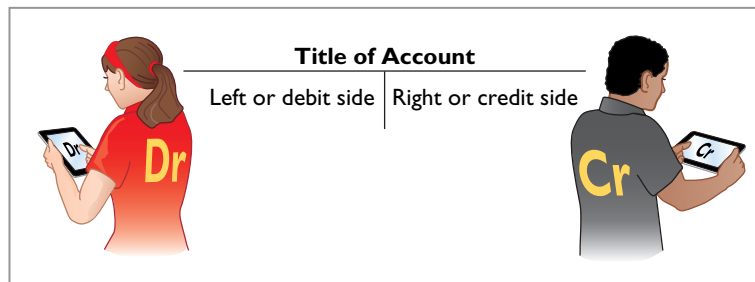 Title of Account
Left or debit side
Right or credit side
Dr
Dr
Cr
Cr